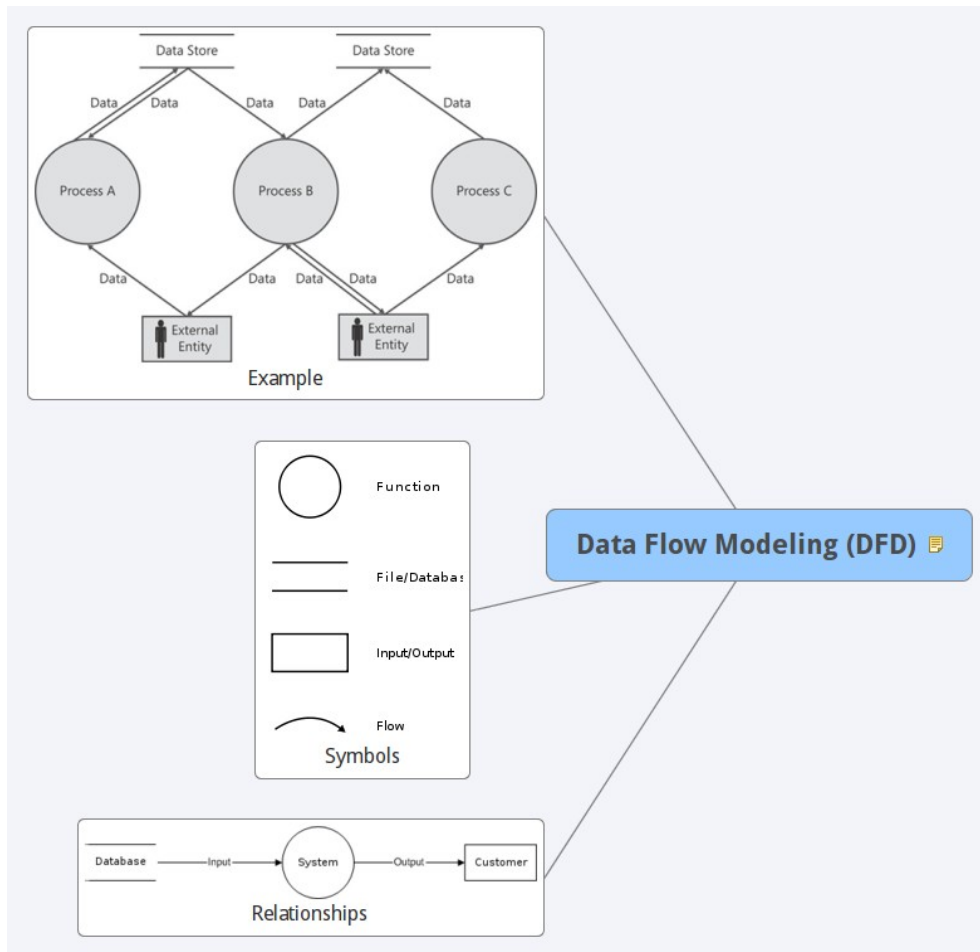 Data Store
Data Store
Data
Data
Data
Data
Data
Process A
Process B
Process C
Data
Data
Data
Data
Data
External
Entity
External
Entity
Example
Function
File/Databas
Input/Output
Flow
Symbols
Data Flow Modeling (DFD)
Database
Input
System
Output
Customer
Relationships